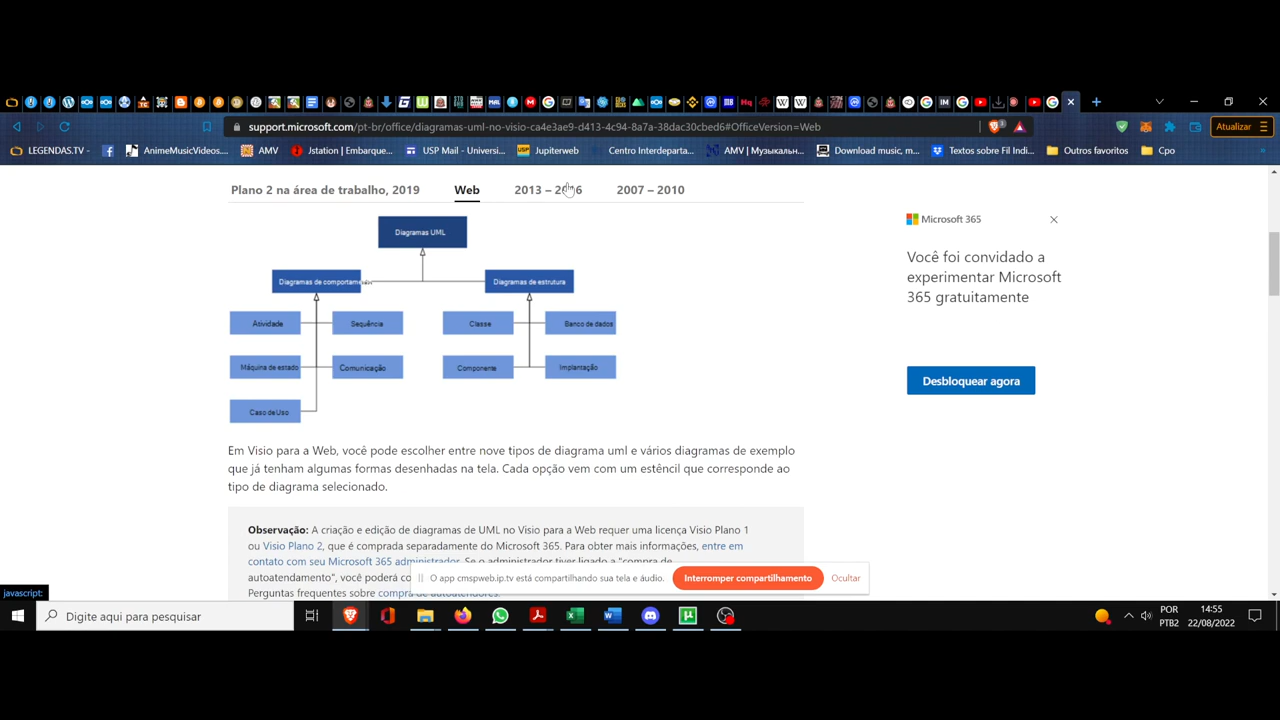 support.microsoft.com/pt-br/office/diagramas-uml-no-visio-ca4e3ae9-d413-4c94-8a7a-38dac30cbed6#OfficeVersion=Web
Atualizar
LEGENDAS.TV
AnimeMusicVideos...
AMV
Jstation | Embarque...
USP Mail - Universi...
Jupiterweb
Centro Interdeparta...
AMV | Музыкальн...
Download music, m...
Textos sobre Fil Indi...
Outros favoritos
Cpo
Plano 2 na área de trabalho, 2019
Web
2013 – 2016
2007 – 2010
Diagramas UML
Diagramas de comportamento
Diagramas de estrutura
Atividade
Sequência
Classe
Banco de dados
Máquina de estado
Comunicação
Componente
Implantação
Caso de Uso
Microsoft 365
Você foi convidado a
experimentar Microsoft
365 gratuitamente
Desbloquear agora
Em Visio para a Web, você pode escolher entre nove tipos de diagrama uml e vários diagramas de exemplo
que já tenham algumas formas desenhadas na tela. Cada opção vem com um estêncil que corresponde ao
tipo de diagrama selecionado.
Observação: A criação e edição de diagramas de UML no Visio para a Web requer uma licença Visio Plano 1
ou Visio Plano 2, que é comprada separadamente do Microsoft 365. Para obter mais informações, entre em
contato com seu Microsoft 365 administrador. Se o administrador tiver ligado a "compra de
autoatendimento", você poderá
Perguntas frequentes sobre compra de autoatendores.
O app cmspweb.ip.tv está compartilhando sua tela e áudio.
Interromper compartilhamento
Ocultar
javascript:
Digite aqui para pesquisar
POR
PTB2
14:55
22/08/2022